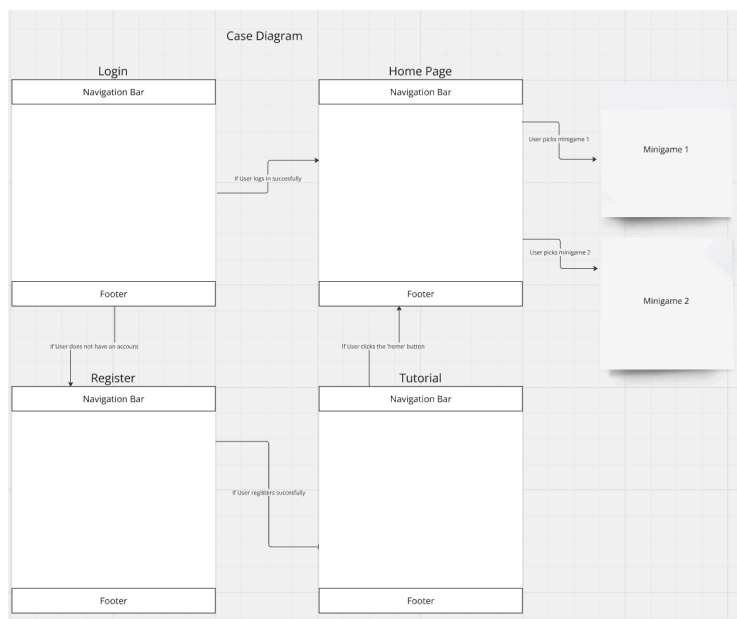 Case Diagram
Login
Home Page
Navigation Bar
Navigation Bar
User picks minigame 1
Minigame 1
If User logs in succesfully
User picks minigame 2
Minigame 2
Footer
Footer
If User does not have an account
If User clicks the 'home' button
Register
Tutorial
Navigation Bar
Navigation Bar
If User registers succesfully
Footer
Footer